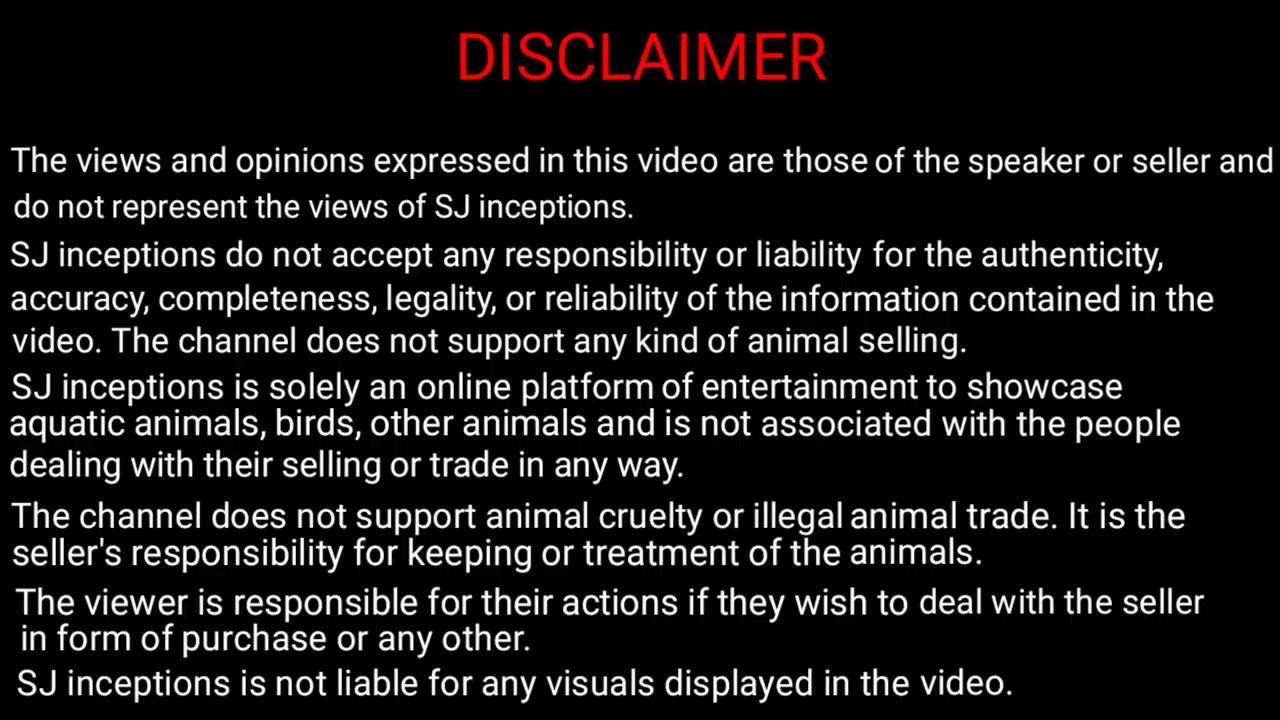 DISCLAIMER
The views and opinions expressed in this video are those of the speaker or seller and
do not represent the views of SJ inceptions.
SJ inceptions do not accept any responsibility or liability for the authenticity,
accuracy, completeness, legality, or reliability of the information contained in the
video. The channel does not support any kind of animal selling.
SJ inceptions is solely an online platform of entertainment to showcase
aquatic animals, birds, other animals and is not associated with the people
dealing with their selling or trade in any way.
The channel does not support animal cruelty or illegal animal trade. It is the
seller's responsibility for keeping or treatment of the animals.
The viewer is responsible for their actions if they wish to deal with the seller
in form of purchase or any other.
SJ inceptions is not liable for any visuals displayed in the video.